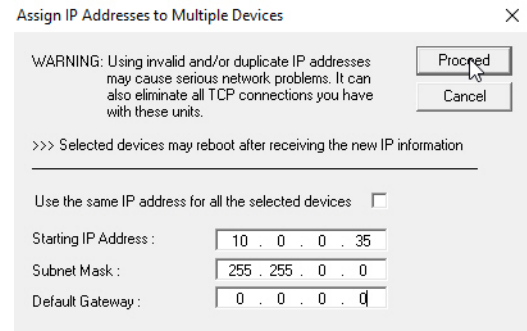 Assign IP Addresses to Multiple Devices
WARNING: Using invalid and/or duplicate IP addresses
may cause serious network problems. It can
also eliminate all TCP connections you have
with these units.
Proceed
Cancel
>>> Selected devices may reboot after receiving the new IP information
Use the same IP address for all the selected devices
Starting IP Address : 10 . 0 . 0 . 35
Subnet Mask : 255 . 255 . 0 . 0
Default Gateway : 0 . 0 . 0 . 0